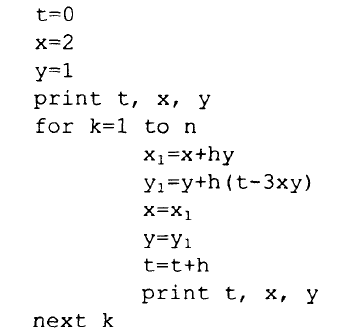 t=0
x=2
y=1
print t, x, y
for k=1 to n
x₁=x+hy
y₁=y+h(t-3xy)
x=x₁
y=y₁
t=t+h
print t, x, y
next k